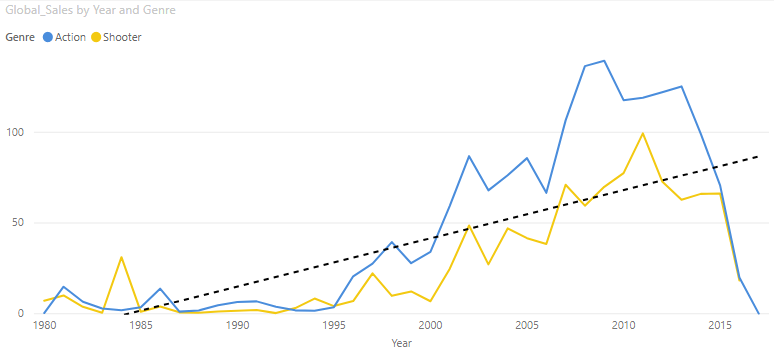 Global_Sales by Year and Genre
Genre Action Shooter
100
50
0
1980 1985 1990 1995 2000 2005 2010 2015
Year